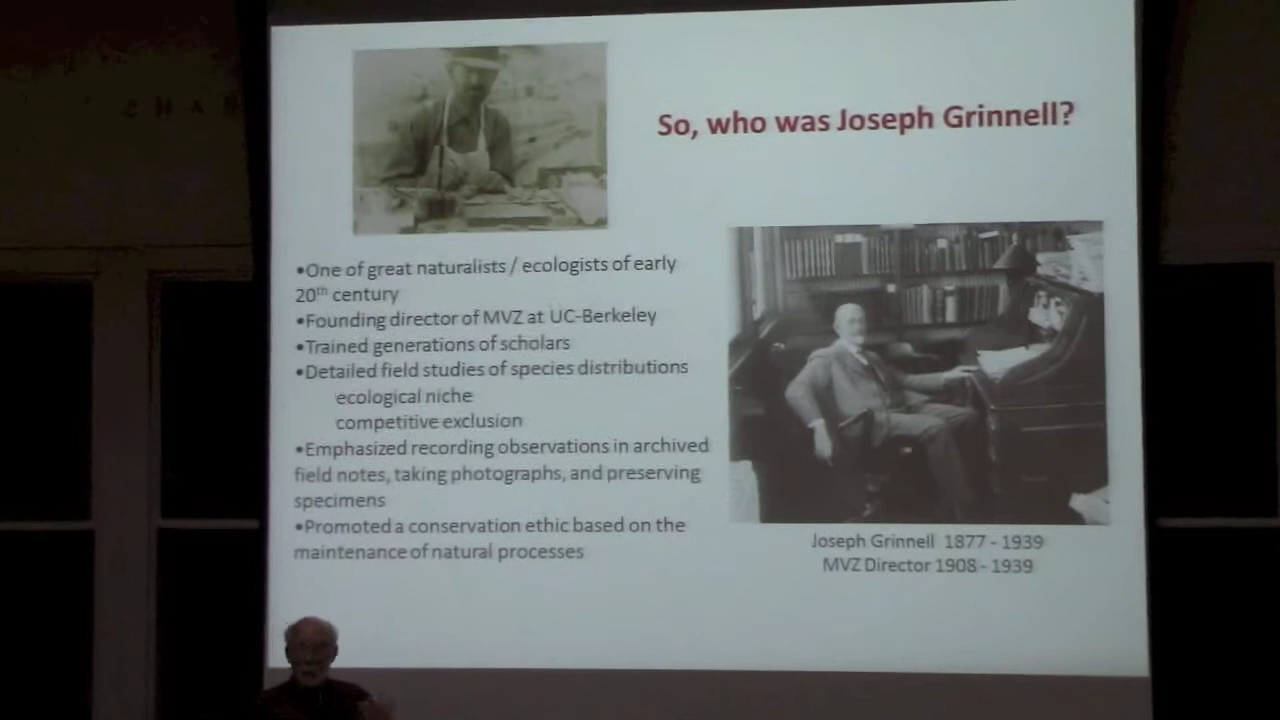 So, who was Joseph Grinnell?
•One of great naturalists / ecologists of early
20th century
•Founding director of MVZ at UC-Berkeley
•Trained generations of scholars
•Detailed field studies of species distributions
ecological niche
competitive exclusion
•Emphasized recording observations in archived
field notes, taking photographs, and preserving
specimens
•Promoted a conservation ethic based on the
maintenance of natural processes
Joseph Grinnell 1877 - 1939
MVZ Director 1908 - 1939